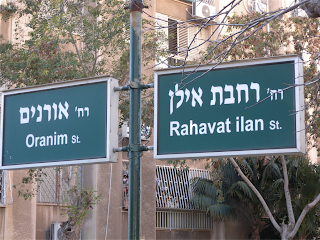 רח' אורנים
Oranim St.
רח' רחבת אילן
Rahavat ilan St.